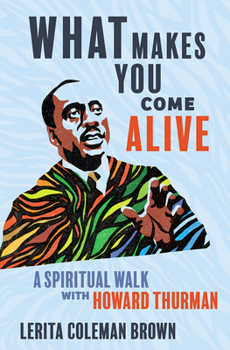 WHAT MAKES
YOU
COME
ALIVE
A SPIRITUAL WALK
WITH HOWARD THURMAN
LERITA COLEMAN BROWN